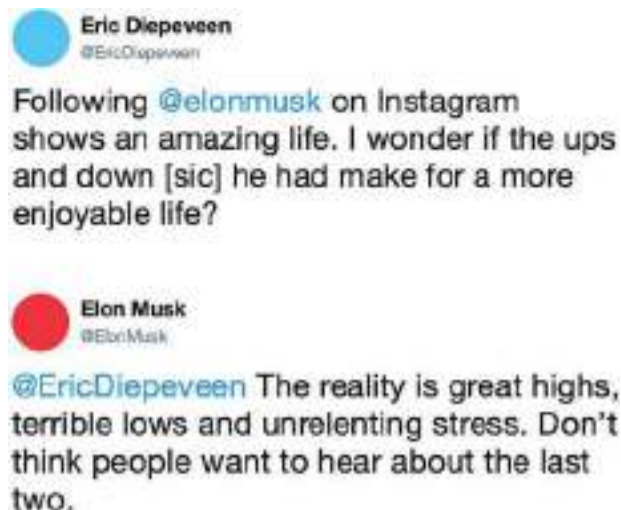 Eric Diepeveen
@EricDiepeveen
Following @elonmusk on Instagram
shows an amazing life. I wonder if the ups
and down [sic] he had make for a more
enjoyable life?
Elon Musk
@ElonMusk
@EricDiepeveen The reality is great highs,
terrible lows and unrelenting stress. Don't
think people want to hear about the last
two.